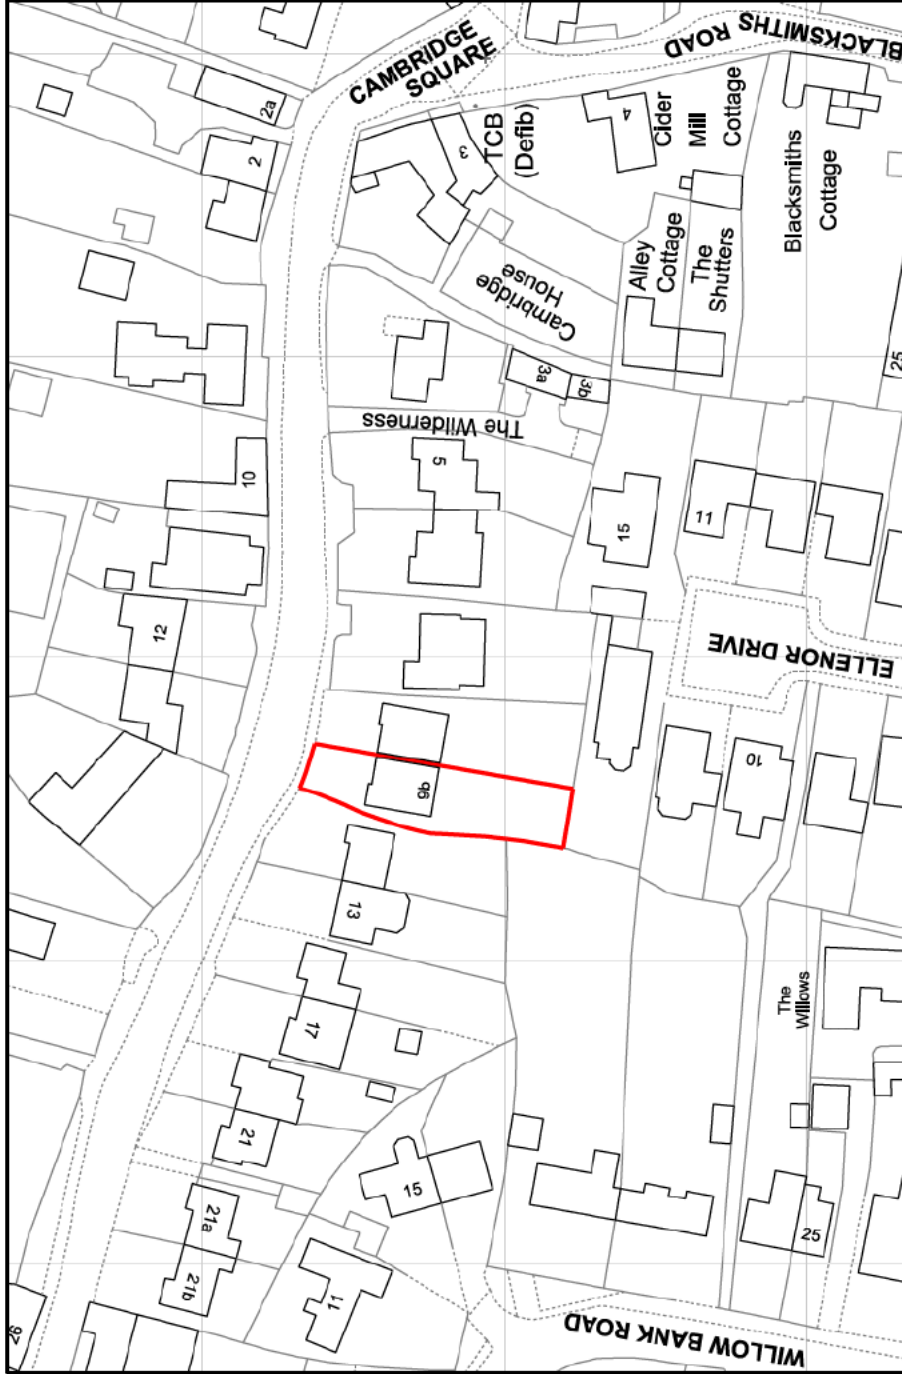 BLACKSMITHS ROAD
CAMBRIDGE
SQUARE
2a
2
3
TCB
(Defib)
4
Cider
Mill
Cottage
Blacksmiths
Cottage
Alley
Cottage
The
Shutters
Cambridge
House
3a
3b
25
The Wilderness
5
10
15
11
12
ELLENOR DRIVE
10
13
The
Willows
17
21
15
21a
21b
11
25
WILLOW BANK ROAD